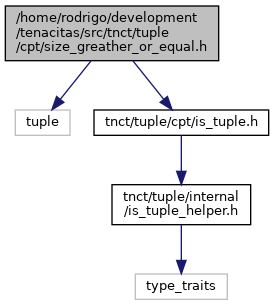 /home/rodrigo/development
/tenacitas/src/tnct/tuple
/cpt/size_greather_or_equal.h
tuple
tnct/tuple/cpt/is_tuple.h
tnct/tuple/internal
/is_tuple_helper.h
type_traits